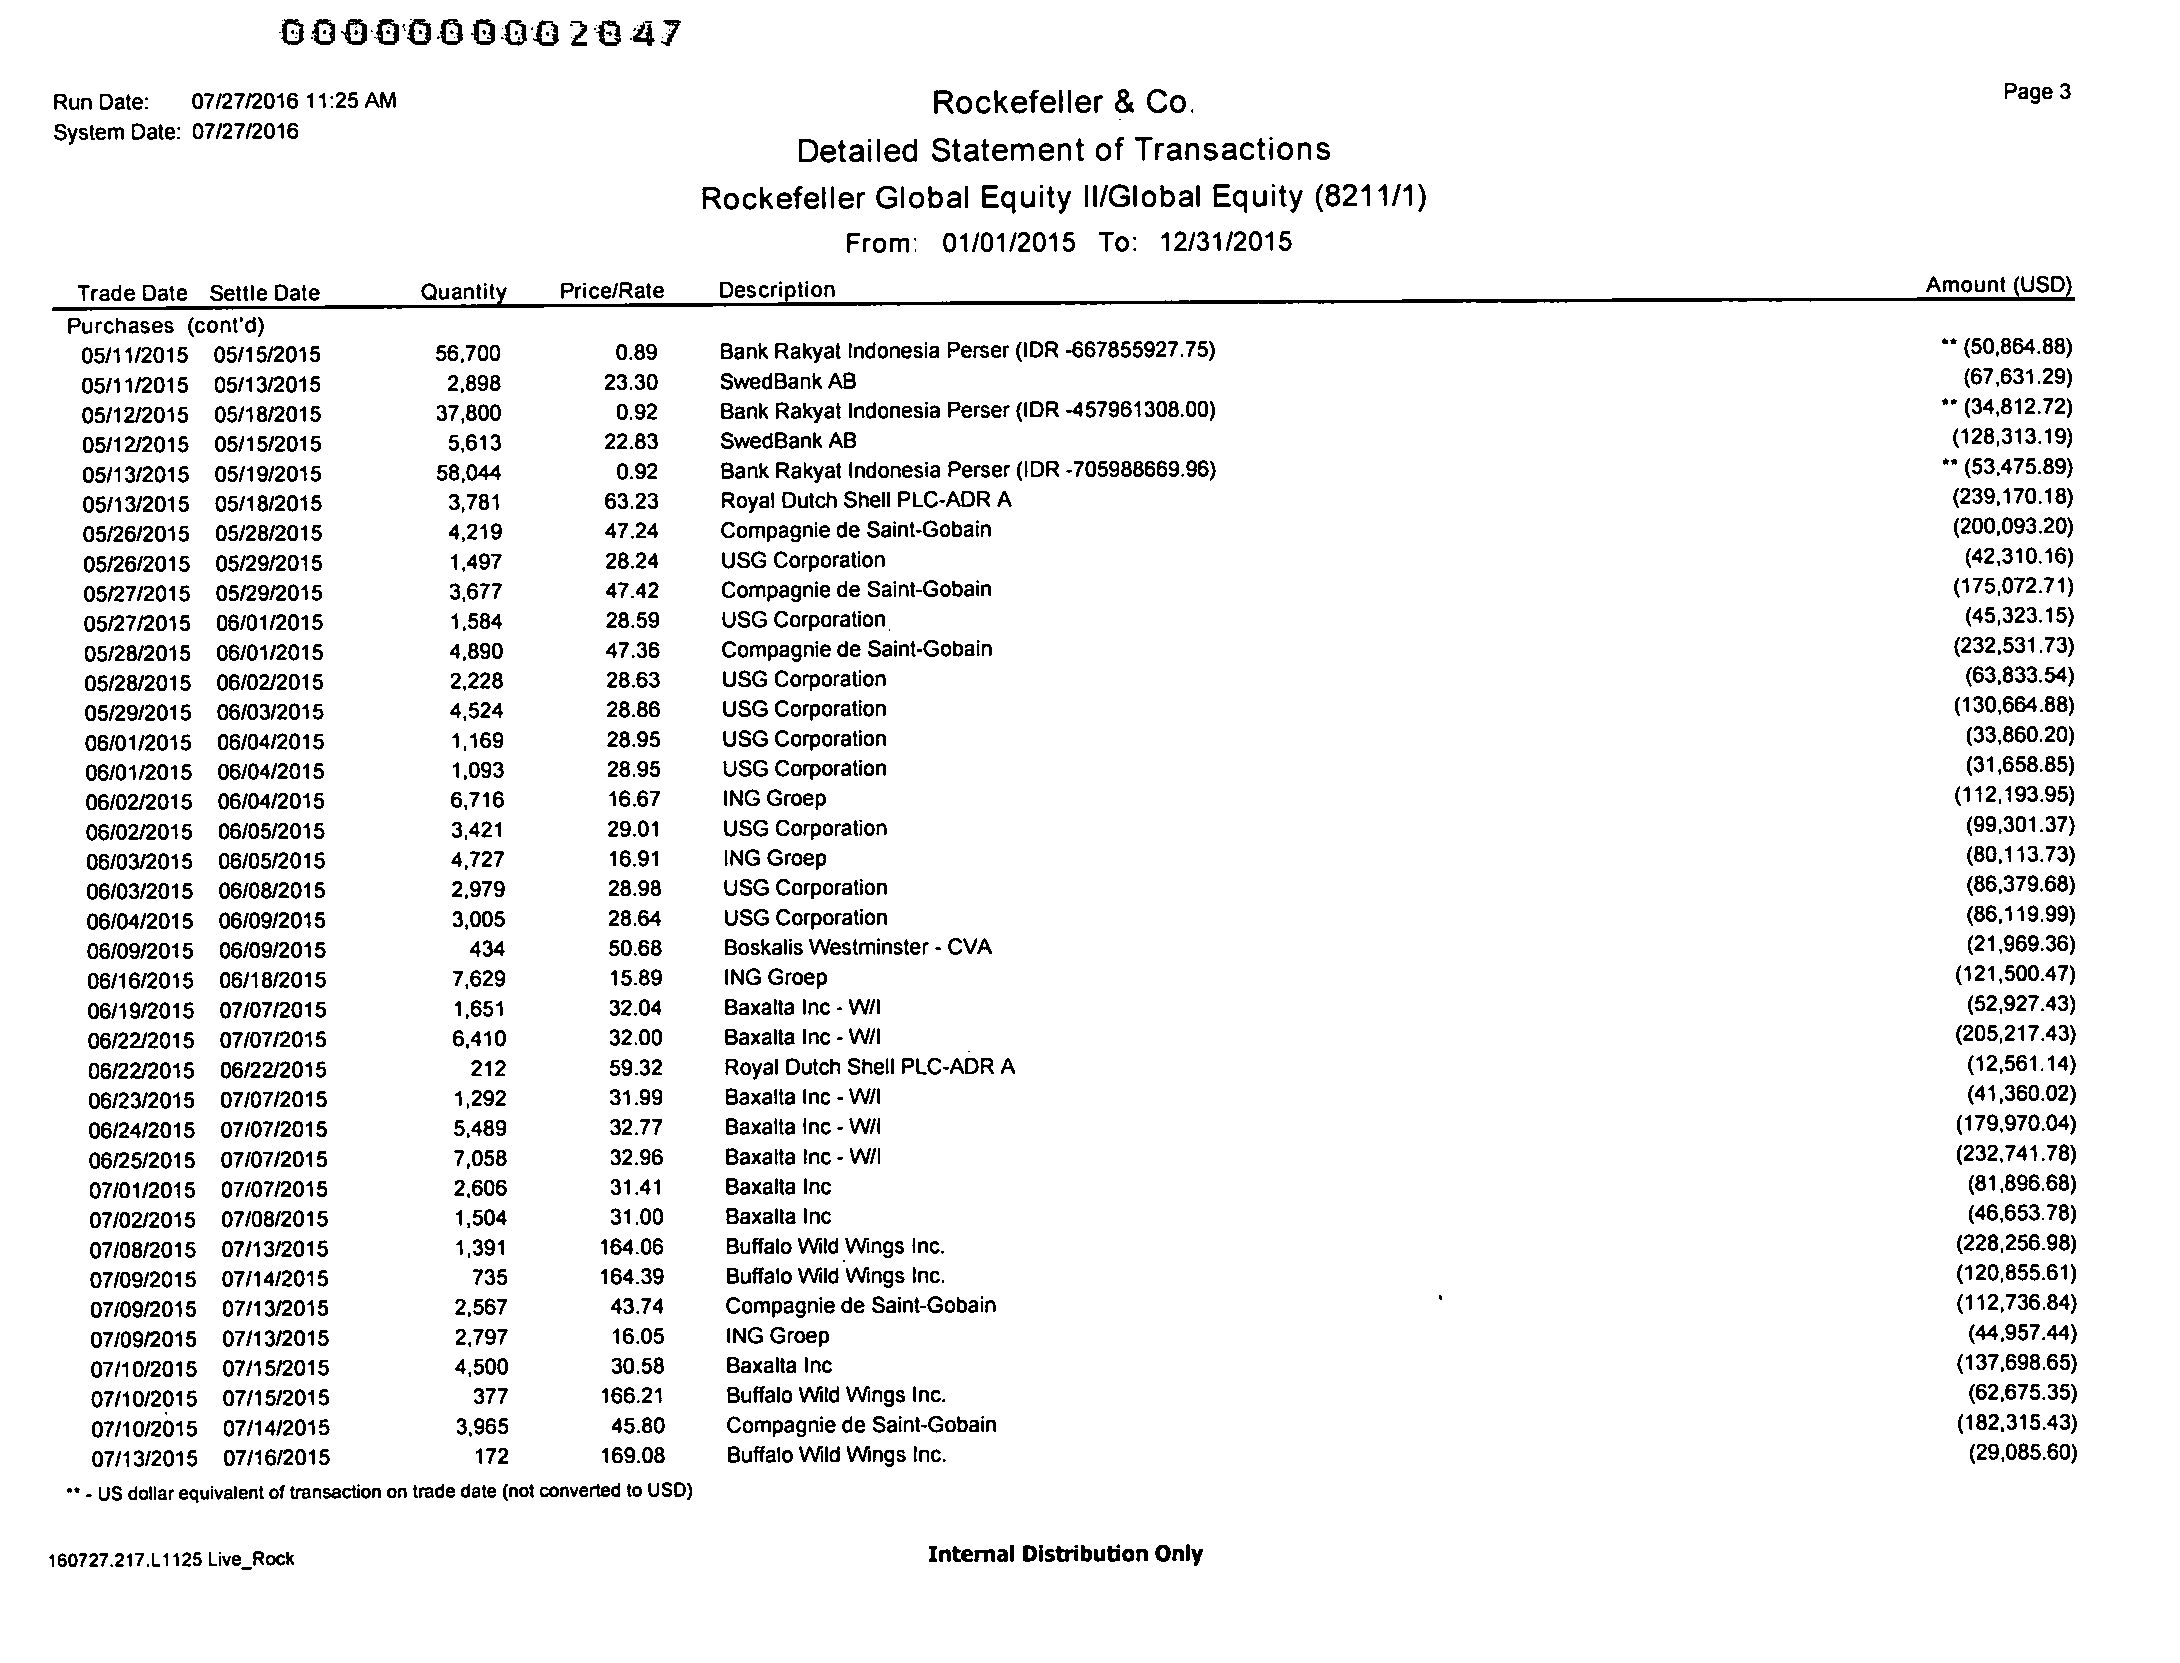 000000002047
Run Date: 07/27/2016 11:25 AM
Rockefeller & Co.
Page 3
System Date: 07/27/2016
Detailed Statement of Transactions
Rockefeller Global Equity II/Global Equity (8211/1)
From: 01/01/2015 To: 12/31/2015
Trade Date Settle Date Quantity Price/Rate Description Amount (USD)
Purchases (cont'd)
05/11/2015 05/15/2015 56,700 0.89 Bank Rakyat Indonesia Perser (IDR -667855927.75) ** (50,864.88)
05/11/2015 05/13/2015 2,898 23.30 SwedBank AB (67,631.29)
05/12/2015 05/18/2015 37,800 0.92 Bank Rakyat Indonesia Perser (IDR -457961308.00) ** (34,812.72)
05/12/2015 05/15/2015 5,613 22.83 SwedBank AB (128,313.19)
05/13/2015 05/19/2015 58,044 0.92 Bank Rakyat Indonesia Perser (IDR -705988669.96) ** (53,475.89)
05/13/2015 05/18/2015 3,781 63.23 Royal Dutch Shell PLC-ADR A (239,170.18)
05/26/2015 05/28/2015 4,219 47.24 Compagnie de Saint-Gobain (200,093.20)
05/26/2015 05/29/2015 1,497 28.24 USG Corporation (42,310.16)
05/27/2015 05/29/2015 3,677 47.42 Compagnie de Saint-Gobain (175,072.71)
05/27/2015 06/01/2015 1,584 28.59 USG Corporation (45,323.15)
05/28/2015 06/01/2015 4,890 47.36 Compagnie de Saint-Gobain (232,531.73)
05/28/2015 06/02/2015 2,228 28.63 USG Corporation (63,833.54)
05/29/2015 06/03/2015 4,524 28.86 USG Corporation (130,664.88)
06/01/2015 06/04/2015 1,169 28.95 USG Corporation (33,860.20)
06/01/2015 06/04/2015 1,093 28.95 USG Corporation (31,658.85)
06/02/2015 06/04/2015 6,716 16.67 ING Groep (112,193.95)
06/02/2015 06/05/2015 3,421 29.01 USG Corporation (99,301.37)
06/03/2015 06/05/2015 4,727 16.91 ING Groep (80,113.73)
06/03/2015 06/08/2015 2,979 28.98 USG Corporation (86,379.68)
06/04/2015 06/09/2015 3,005 28.64 USG Corporation (86,119.99)
06/09/2015 06/09/2015 434 50.68 Boskalis Westminster - CVA (21,969.36)
06/16/2015 06/18/2015 7,629 15.89 ING Groep (121,500.47)
06/19/2015 07/07/2015 1,651 32.04 Baxalta Inc - W/I (52,927.43)
06/22/2015 07/07/2015 6,410 32.00 Baxalta Inc - W/I (205,217.43)
06/22/2015 06/22/2015 212 59.32 Royal Dutch Shell PLC-ADR A (12,561.14)
06/23/2015 07/07/2015 1,292 31.99 Baxalta Inc - W/I (41,360.02)
06/24/2015 07/07/2015 5,489 32.77 Baxalta Inc - W/I (179,970.04)
06/25/2015 07/07/2015 7,058 32.96 Baxalta Inc - W/I (232,741.78)
07/01/2015 07/07/2015 2,606 31.41 Baxalta Inc (81,896.68)
07/02/2015 07/08/2015 1,504 31.00 Baxalta Inc (46,653.78)
07/08/2015 07/13/2015 1,391 164.06 Buffalo Wild Wings Inc. (228,256.98)
07/09/2015 07/14/2015 735 164.39 Buffalo Wild Wings Inc. (120,855.61)
07/09/2015 07/13/2015 2,567 43.74 Compagnie de Saint-Gobain (112,736.84)
07/09/2015 07/13/2015 2,797 16.05 ING Groep (44,957.44)
07/10/2015 07/15/2015 4,500 30.58 Baxalta Inc (137,698.65)
07/10/2015 07/15/2015 377 166.21 Buffalo Wild Wings Inc. (62,675.35)
07/10/2015 07/14/2015 3,965 45.80 Compagnie de Saint-Gobain (182,315.43)
07/13/2015 07/16/2015 172 169.08 Buffalo Wild Wings Inc. (29,085.60)
** - US dollar equivalent of transaction on trade date (not converted to USD)
160727.217.L1125 Live_Rock
Internal Distribution Only